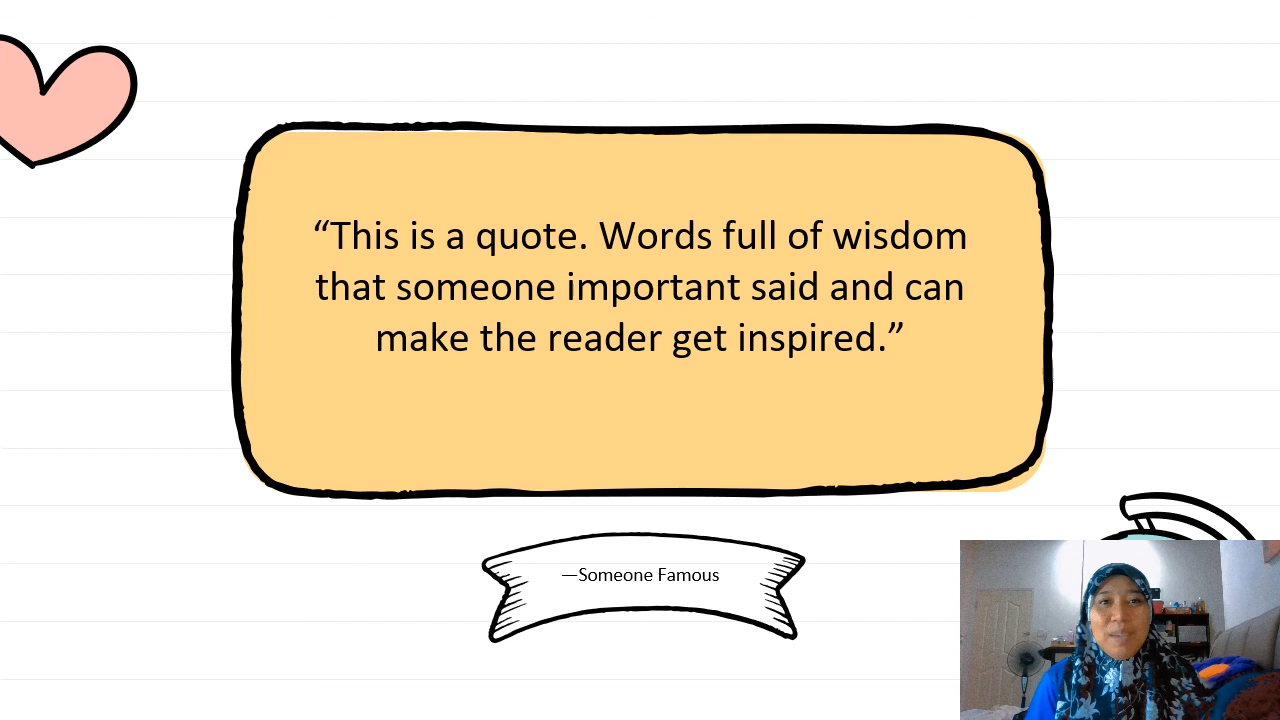 “This is a quote. Words full of wisdom
that someone important said and can
make the reader get inspired.”
—Someone Famous